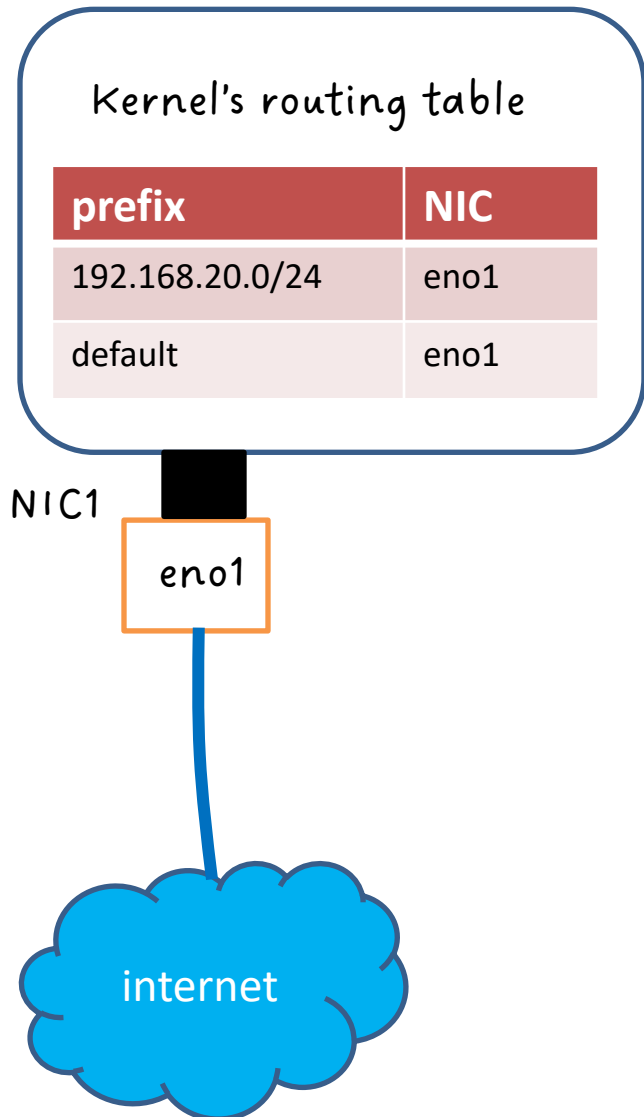 Kernel's routing table
prefix NIC
192.168.20.0/24 eno1
default eno1
NIC1
eno1
internet